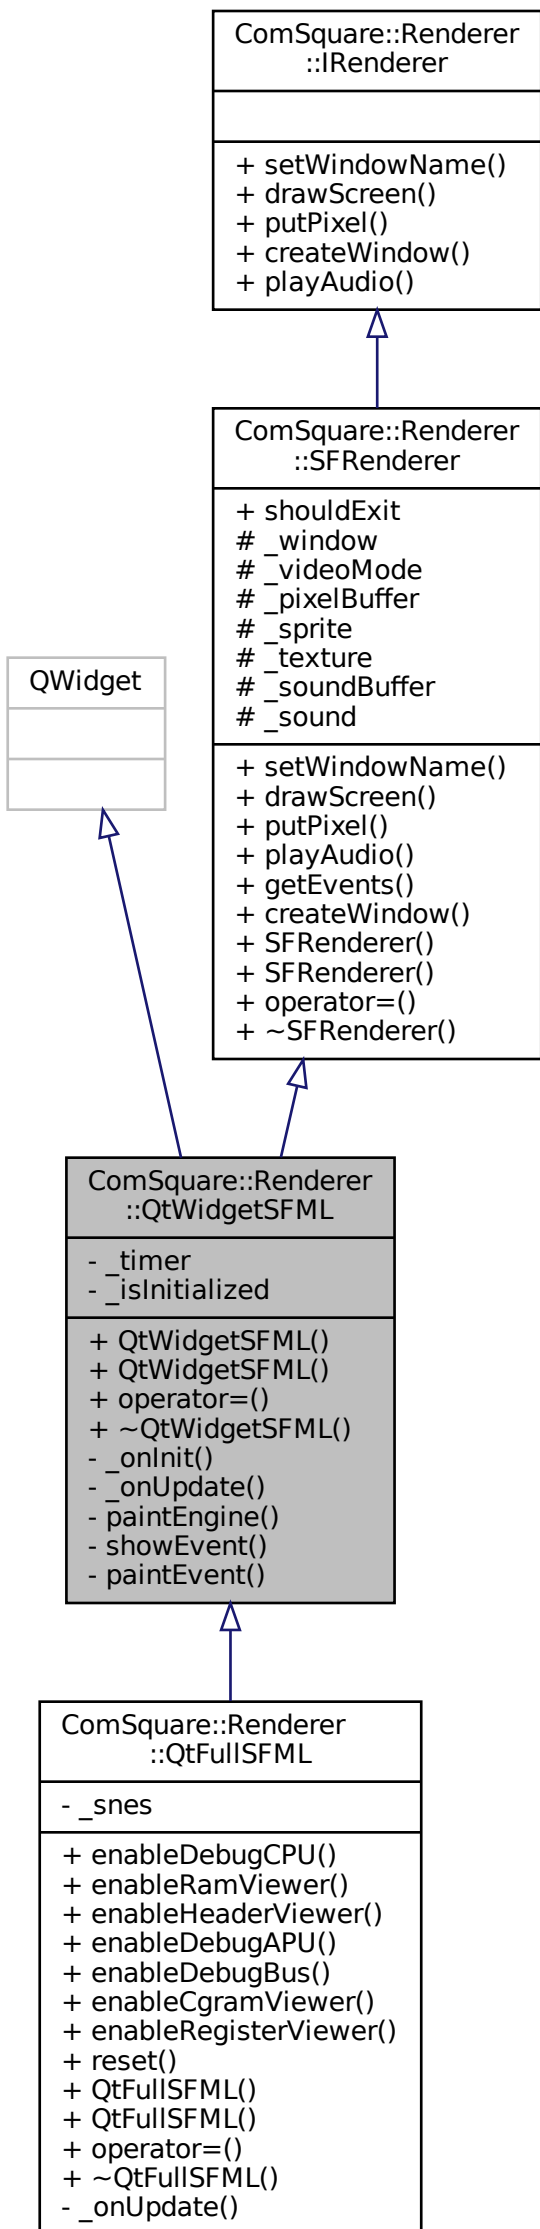 ComSquare::Renderer
::IRenderer
+ setWindowName()
+ drawScreen()
+ putPixel()
+ createWindow()
+ playAudio()
ComSquare::Renderer
::SFRenderer
+ shouldExit
# _window
# _videoMode
# _pixelBuffer
# _sprite
# _texture
# _soundBuffer
# _sound
+ setWindowName()
+ drawScreen()
+ putPixel()
+ playAudio()
+ getEvents()
+ createWindow()
+ SFRenderer()
+ SFRenderer()
+ operator=()
+ ~SFRenderer()
QWidget
ComSquare::Renderer
::QtWidgetSFML
- _timer
- _isInitialized
+ QtWidgetSFML()
+ QtWidgetSFML()
+ operator=()
+ ~QtWidgetSFML()
- _onInit()
- _onUpdate()
- paintEngine()
- showEvent()
- paintEvent()
ComSquare::Renderer
::QtFullSFML
- _snes
+ enableDebugCPU()
+ enableRamViewer()
+ enableHeaderViewer()
+ enableDebugAPU()
+ enableDebugBus()
+ enableCgramViewer()
+ enableRegisterViewer()
+ reset()
+ QtFullSFML()
+ QtFullSFML()
+ operator=()
+ ~QtFullSFML()
- _onUpdate()